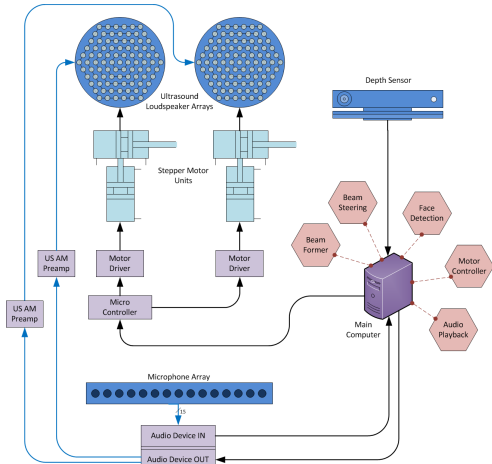 Ultrasound
Loudspeaker Arrays
Depth Sensor
Stepper Motor
Units
Beam
Steering
Face
Detection
Beam
Former
US AM
Preamp
Motor
Driver
Motor
Driver
Motor
Controller
US AM
Preamp
Micro
Controller
Main
Computer
Audio
Playback
Microphone Array
15
Audio Device IN
Audio Device OUT